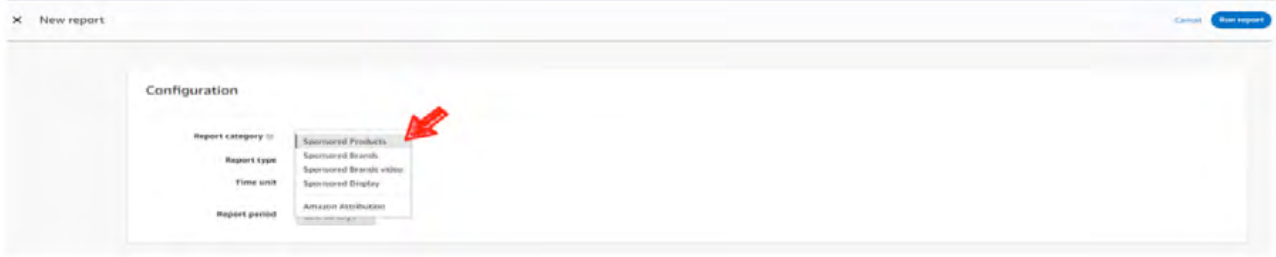 New report
Cancel
Run report
Configuration
Report category
Sponsored Products
Report type
Sponsored Brands
Sponsored Brands video
Time unit
Sponsored Display
Amazon Attribution
Report period